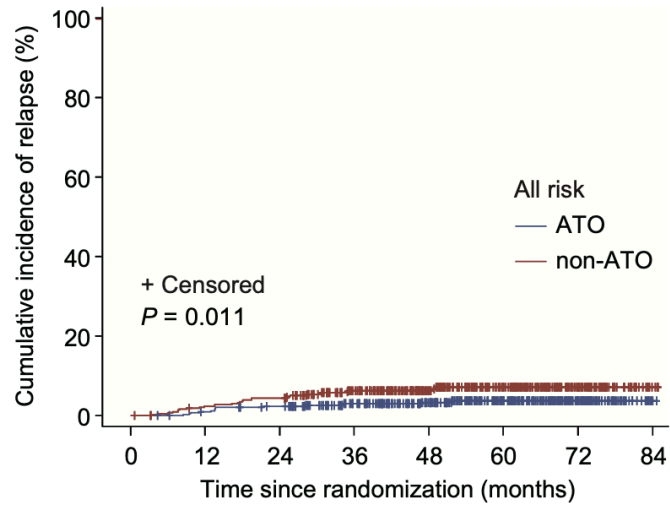 Cumulative incidence of relapse (%)
100
80
60
40
20
0
All risk
ATO
non-ATO
+ Censored
P = 0.011
0 12 24 36 48 60 72 84
Time since randomization (months)